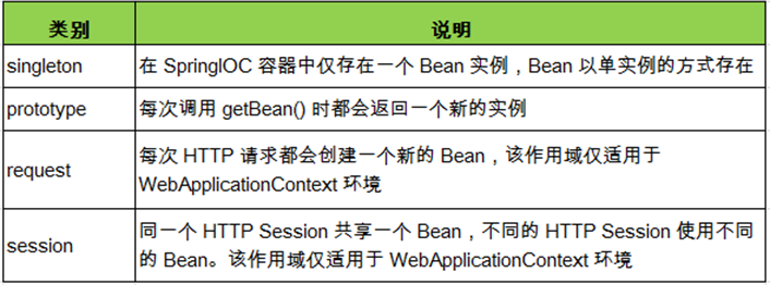 类别 说明
singleton 在 SpringIOC 容器中仅存在一个 Bean 实例，Bean 以单实例的方式存在
prototype 每次调用 getBean() 时都会返回一个新的实例
request 每次 HTTP 请求都会创建一个新的 Bean，该作用域仅适用于
WebApplicationContext 环境
session 同一个 HTTP Session 共享一个 Bean，不同的 HTTP Session 使用不同
的 Bean。该作用域仅适用于 WebApplicationContext 环境